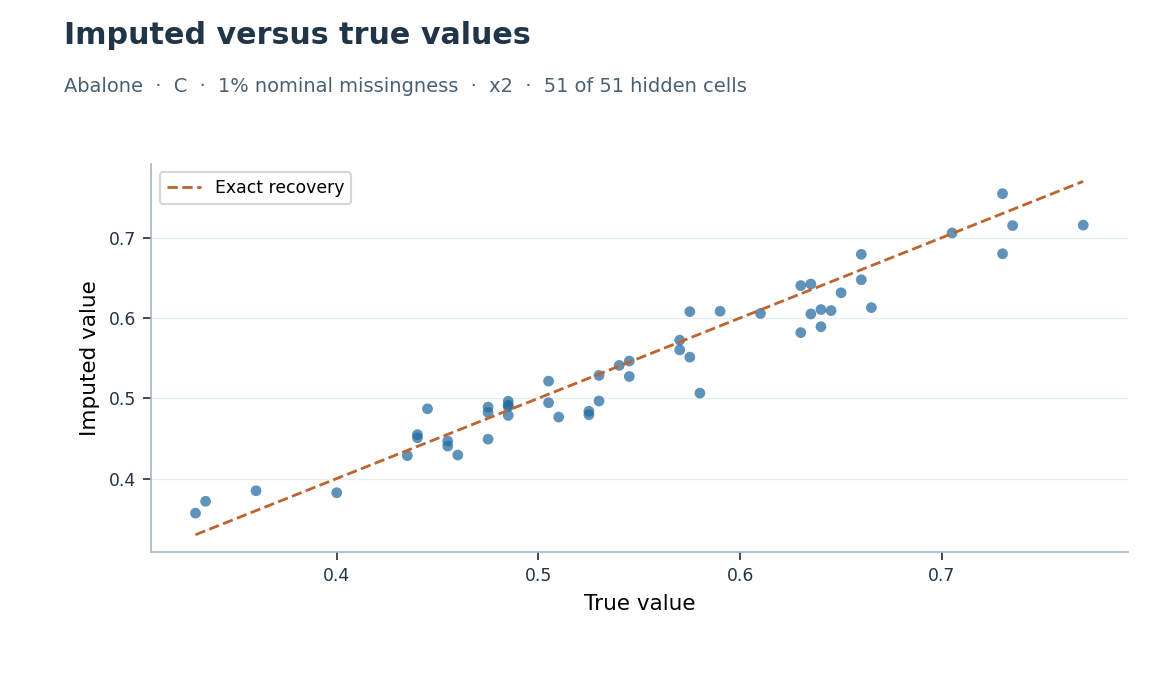 Imputed versus true values
Abalone · C · 1% nominal missingness · x2 · 51 of 51 hidden cells
Exact recovery
0.7
0.6
0.5
0.4
Imputed value
0.4 0.5 0.6 0.7
True value